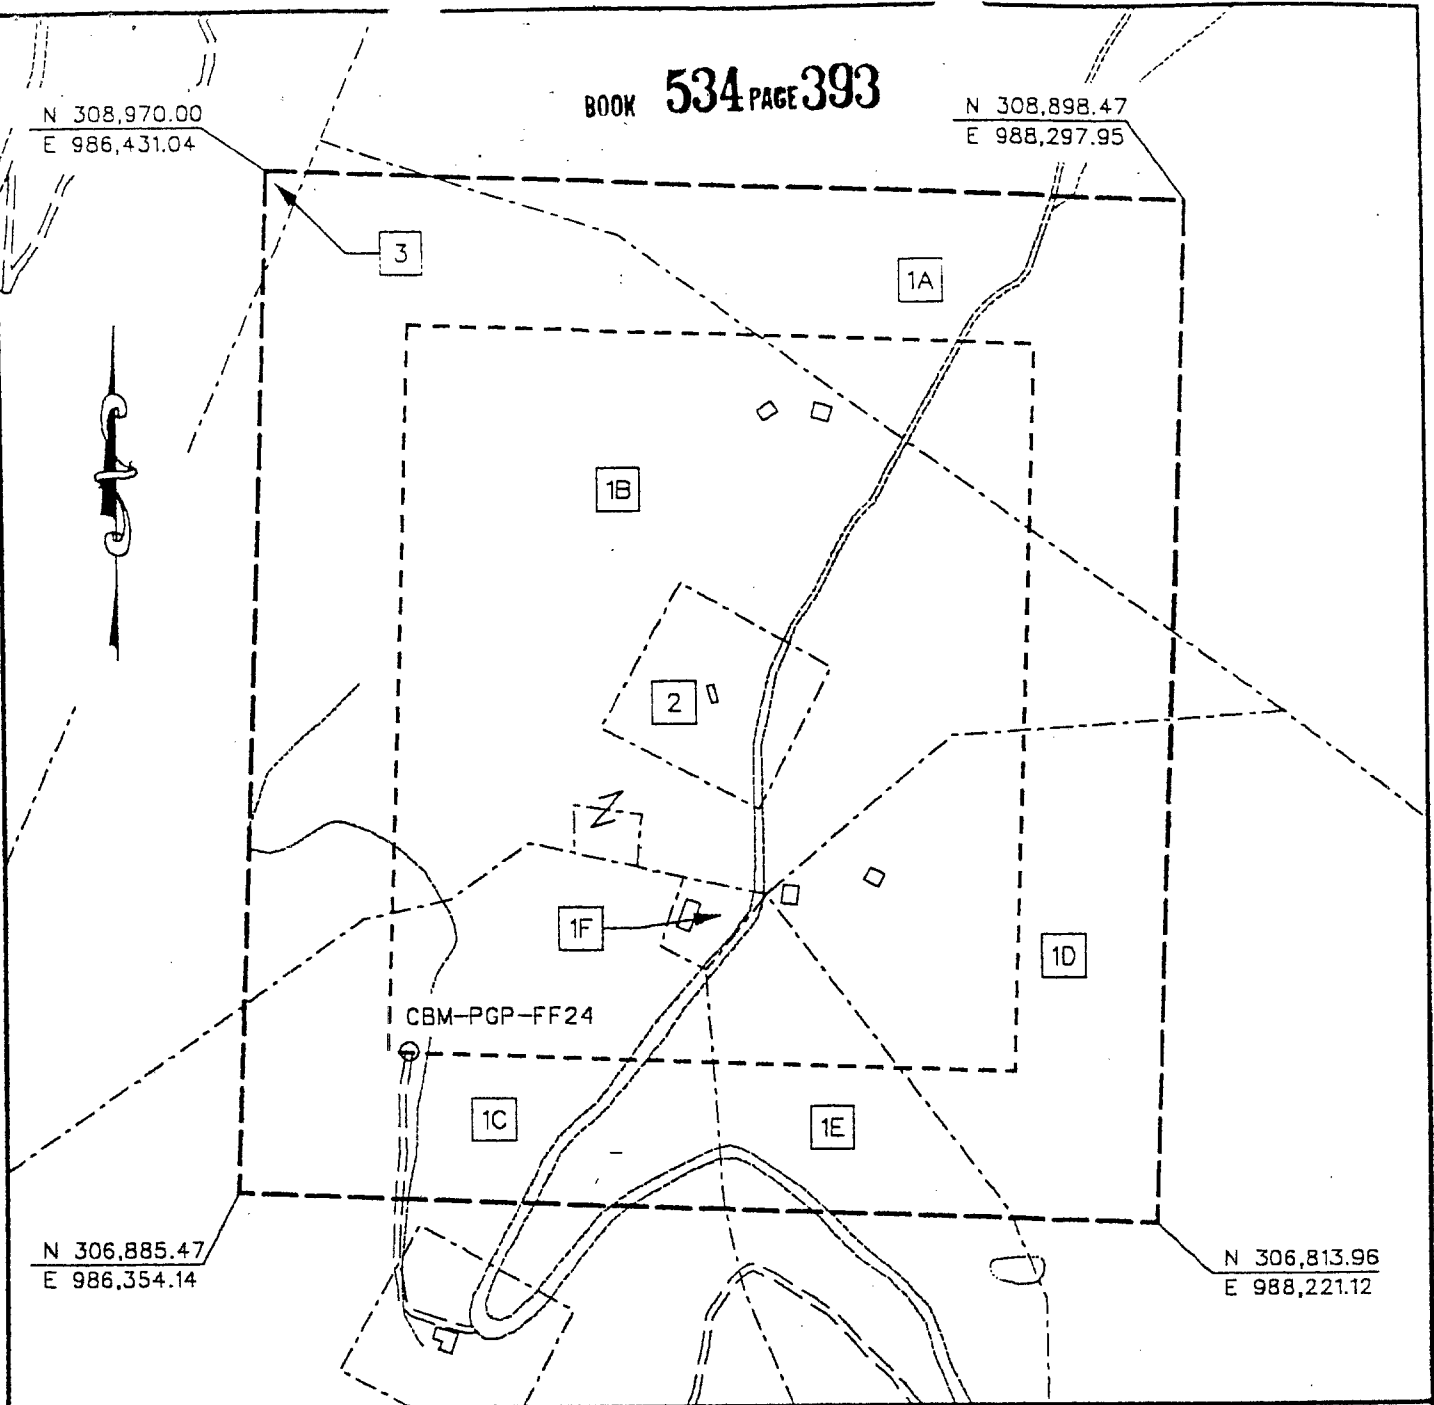 BOOK 534 PAGE 393
N 308,970.00
E 986,431.04
N 308,898.47
E 988,297.95
3
1A
1B
2
Z
1F
1D
CBM-PGP-FF24
1C
1E
N 306,885.47
E 986,354.14
N 306,813.96
E 988,221.12